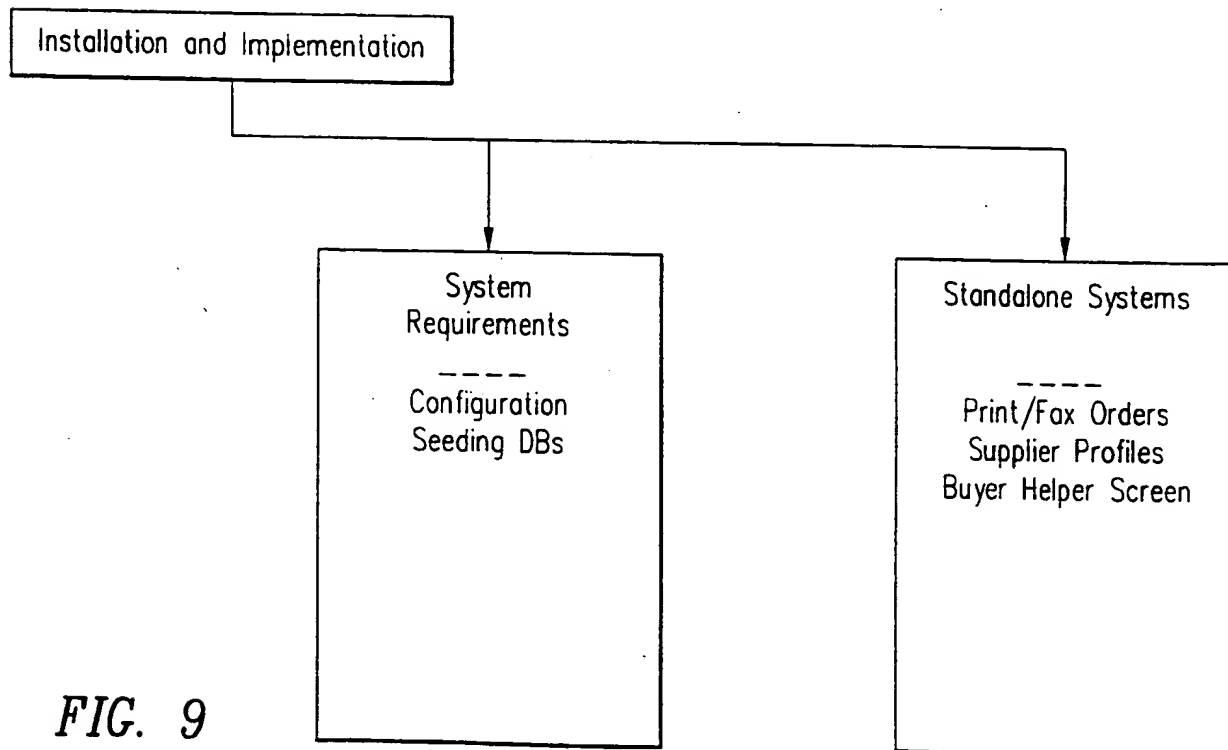 Installation and Implementation
System
Requirements
----
Configuration
Seeding DBs
Standalone Systems
----
Print/Fax Orders
Supplier Profiles
Buyer Helper Screen
FIG. 9